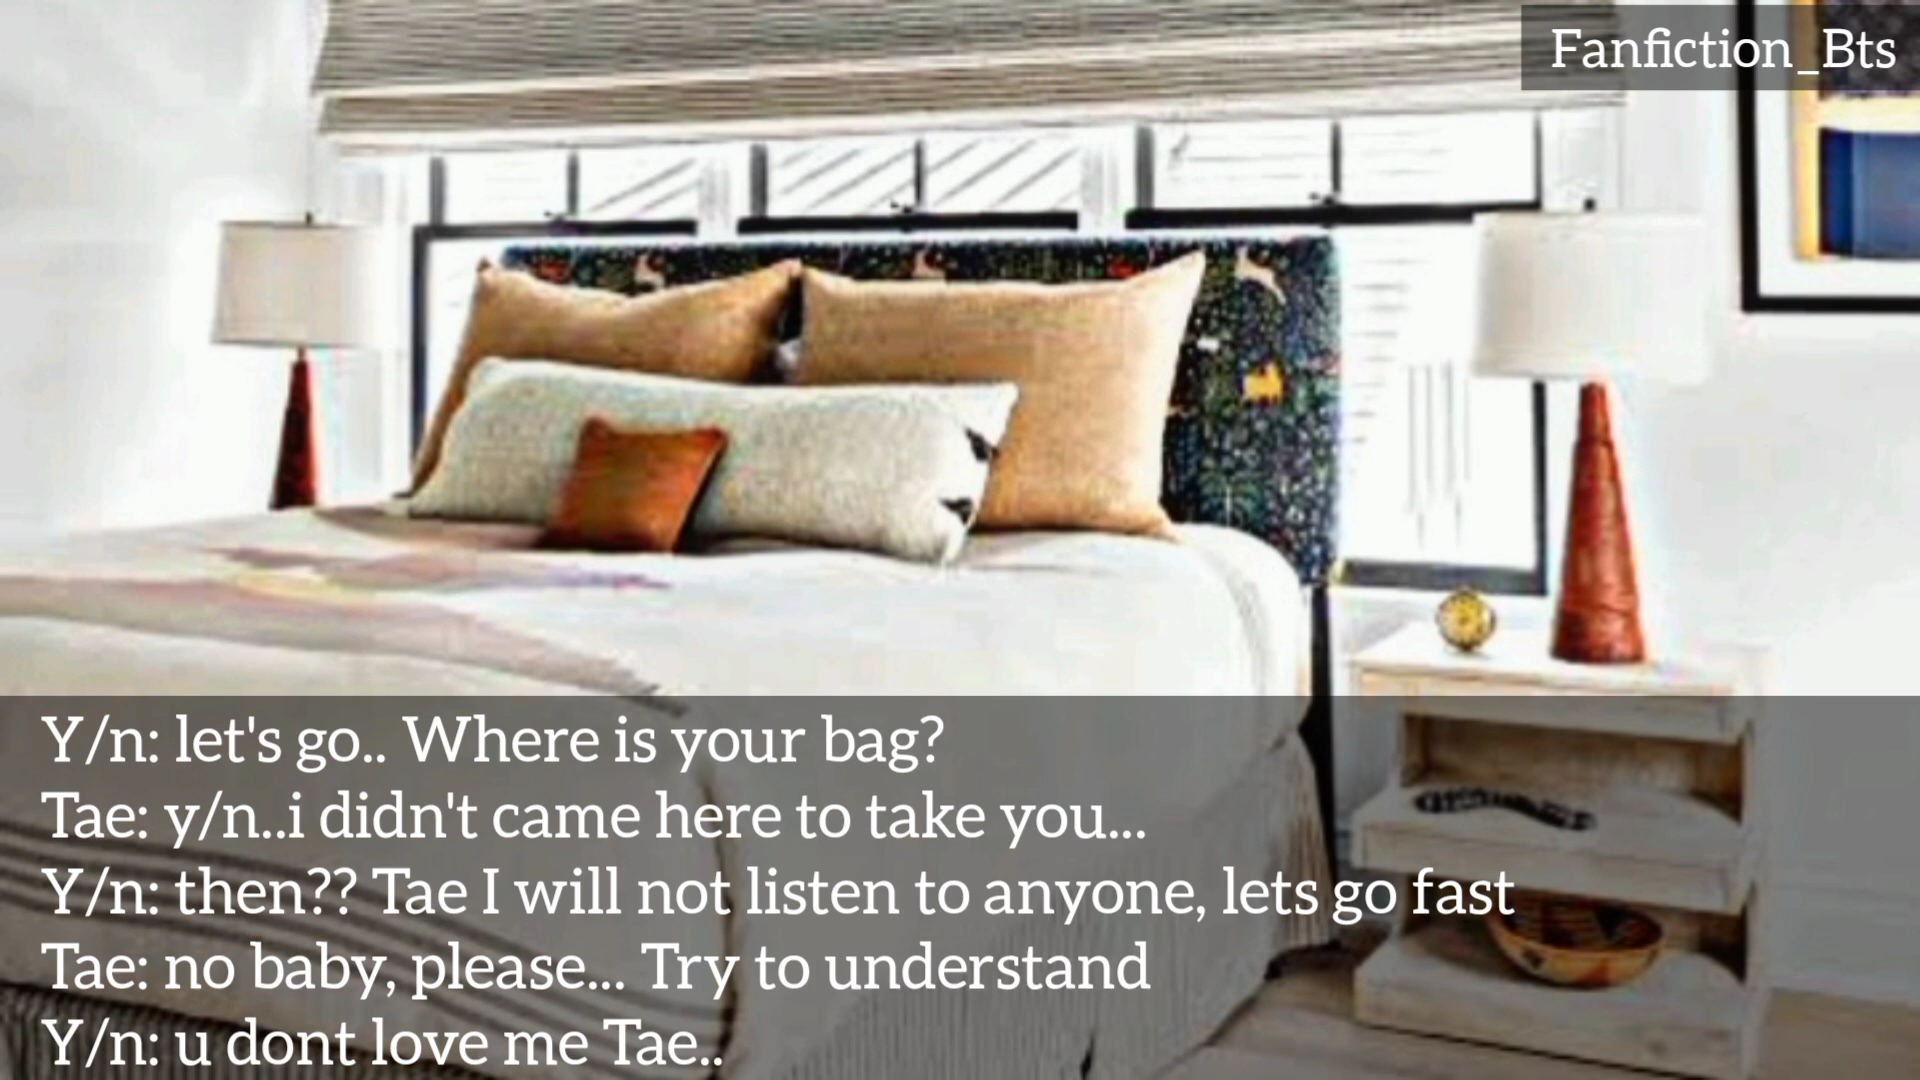 Fanfiction_Bts
Y/n: let's go.. Where is your bag?
Tae: y/n..i didn't came here to take you...
Y/n: then?? Tae I will not listen to anyone, lets go fast
Tae: no baby, please... Try to understand
Y/n: u dont love me Tae..